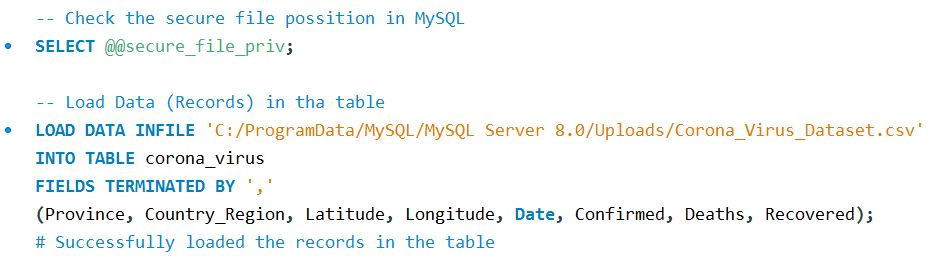 -- Check the secure file possition in MySQL
SELECT @@secure_file_priv;
-- Load Data (Records) in tha table
LOAD DATA INFILE 'C:/ProgramData/MySQL/MySQL Server 8.0/Uploads/Corona_Virus_Dataset.csv'
INTO TABLE corona_virus
FIELDS TERMINATED BY ','
(Province, Country_Region, Latitude, Longitude, Date, Confirmed, Deaths, Recovered);
# Successfully loaded the records in the table